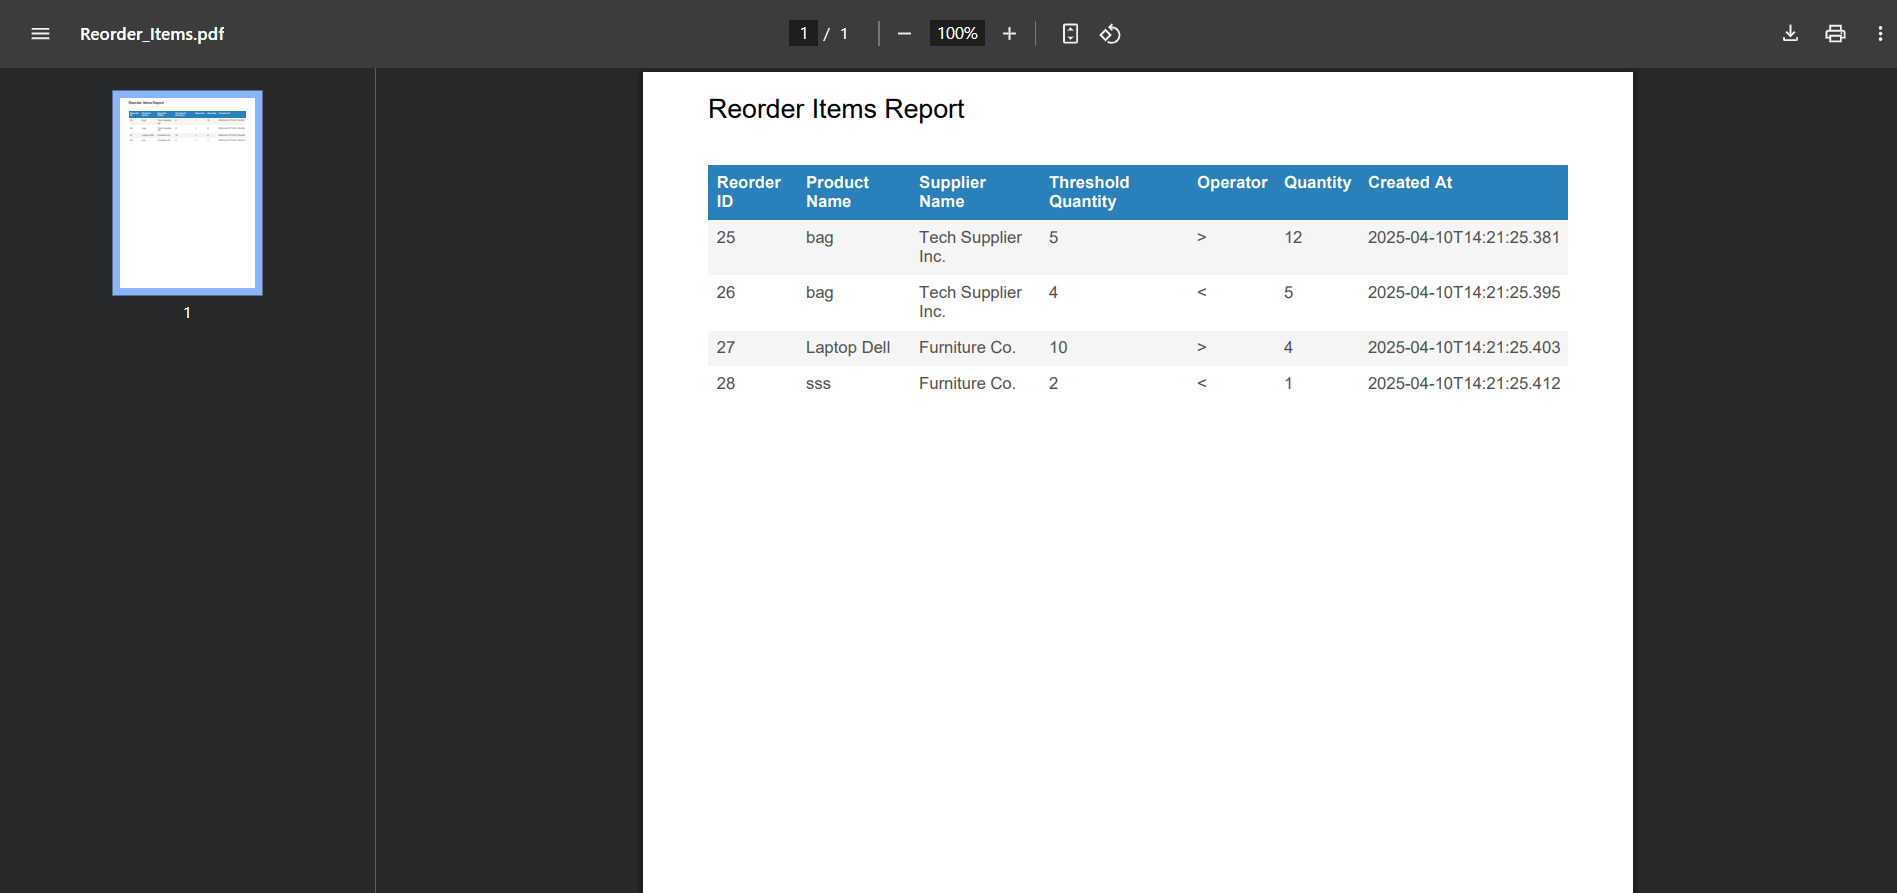 Reorder_Items.pdf
1 / 1
100%
1
Reorder Items Report
Reorder ID Product Name Supplier Name Threshold Quantity Operator Quantity Created At
25 bag Tech Supplier Inc. 5 > 12 2025-04-10T14:21:25.381
26 bag Tech Supplier Inc. 4 < 5 2025-04-10T14:21:25.395
27 Laptop Dell Furniture Co. 10 > 4 2025-04-10T14:21:25.403
28 sss Furniture Co. 2 < 1 2025-04-10T14:21:25.412